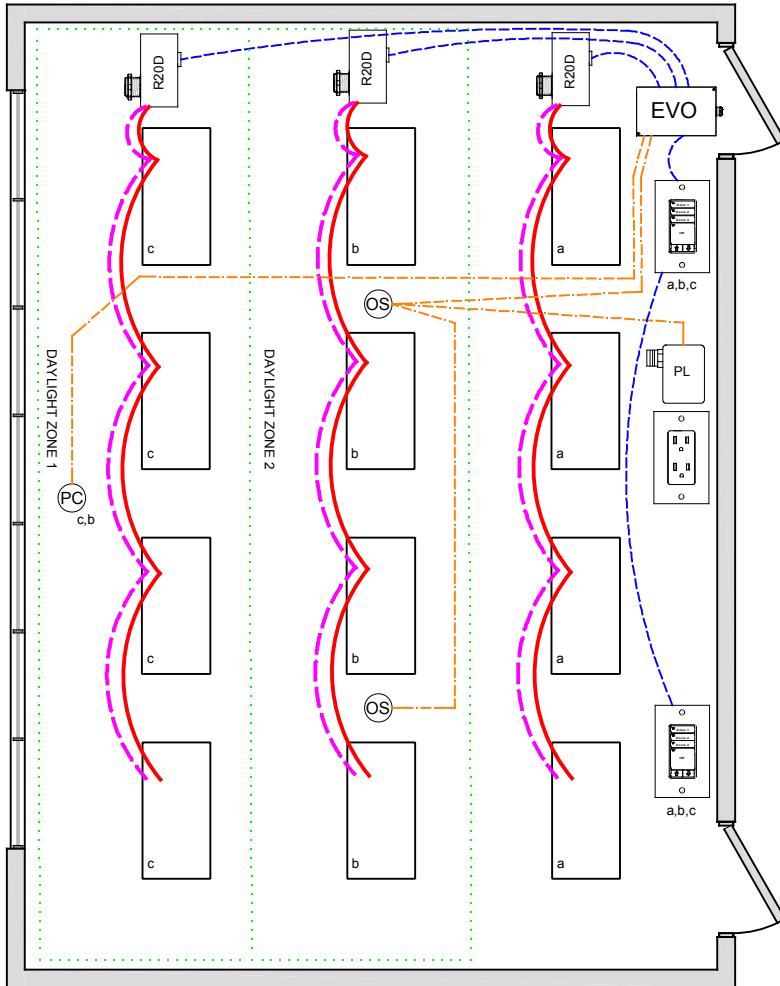 R20D
R20D
R20D
EVO
c
b
a
a,b,c
OS
PL
DAYLIGHT ZONE 1
DAYLIGHT ZONE 2
c
b
a
PC
c,b
c
b
a
OS
a,b,c
c
b
a